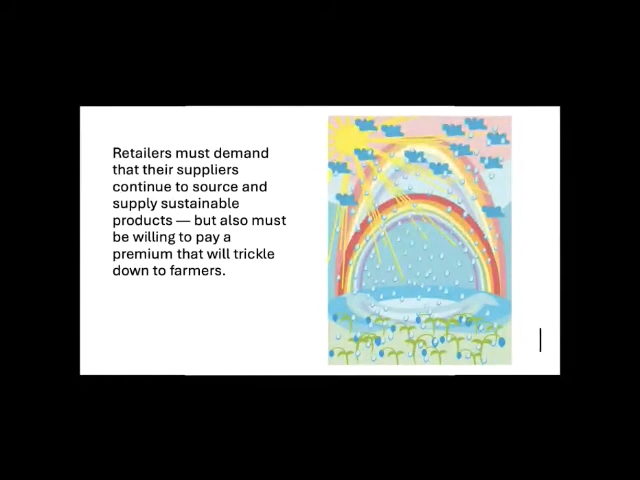 Retailers must demand
that their suppliers
continue to source and
supply sustainable
products — but also must
be willing to pay a
premium that will trickle
down to farmers.